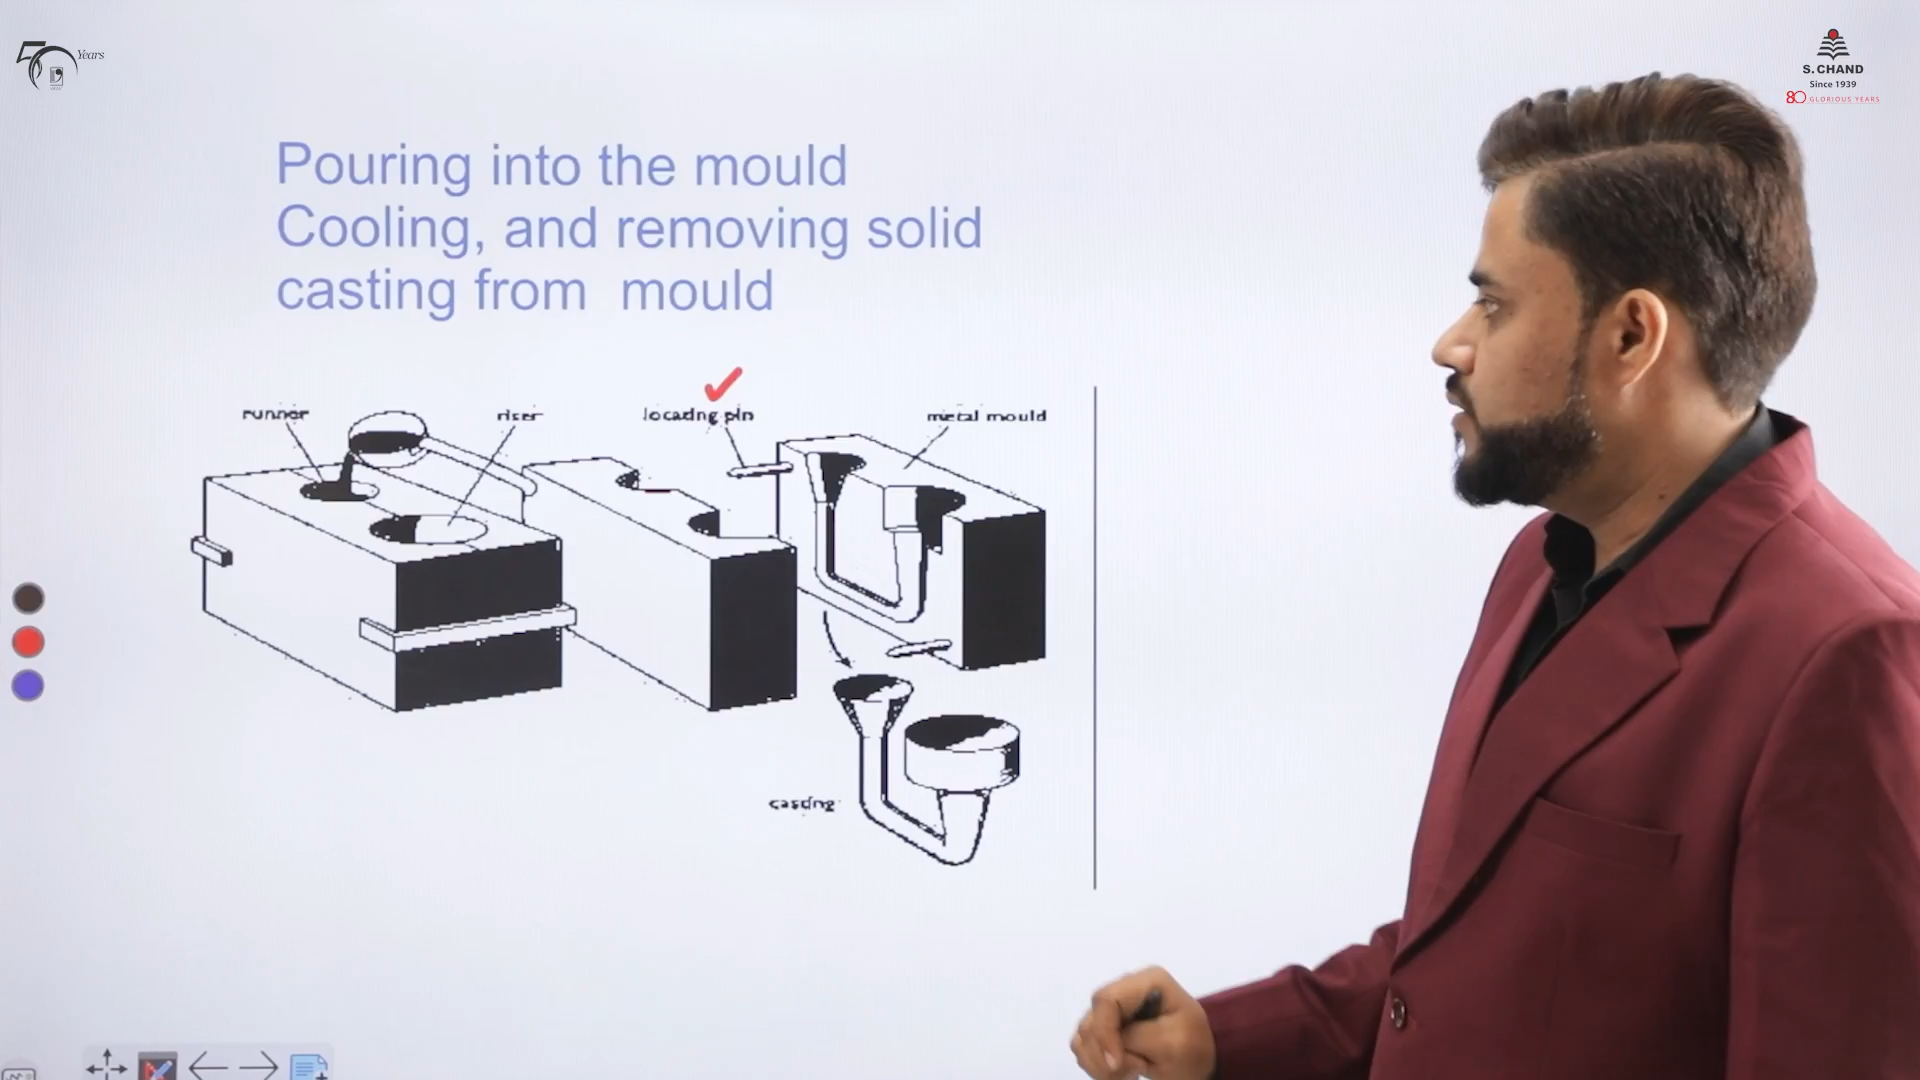 50 Years
S. CHAND
Since 1939
80 GLORIOUS YEARS
Pouring into the mould
Cooling, and removing solid
casting from mould
runner
riser
locating pin
metal mould
casting